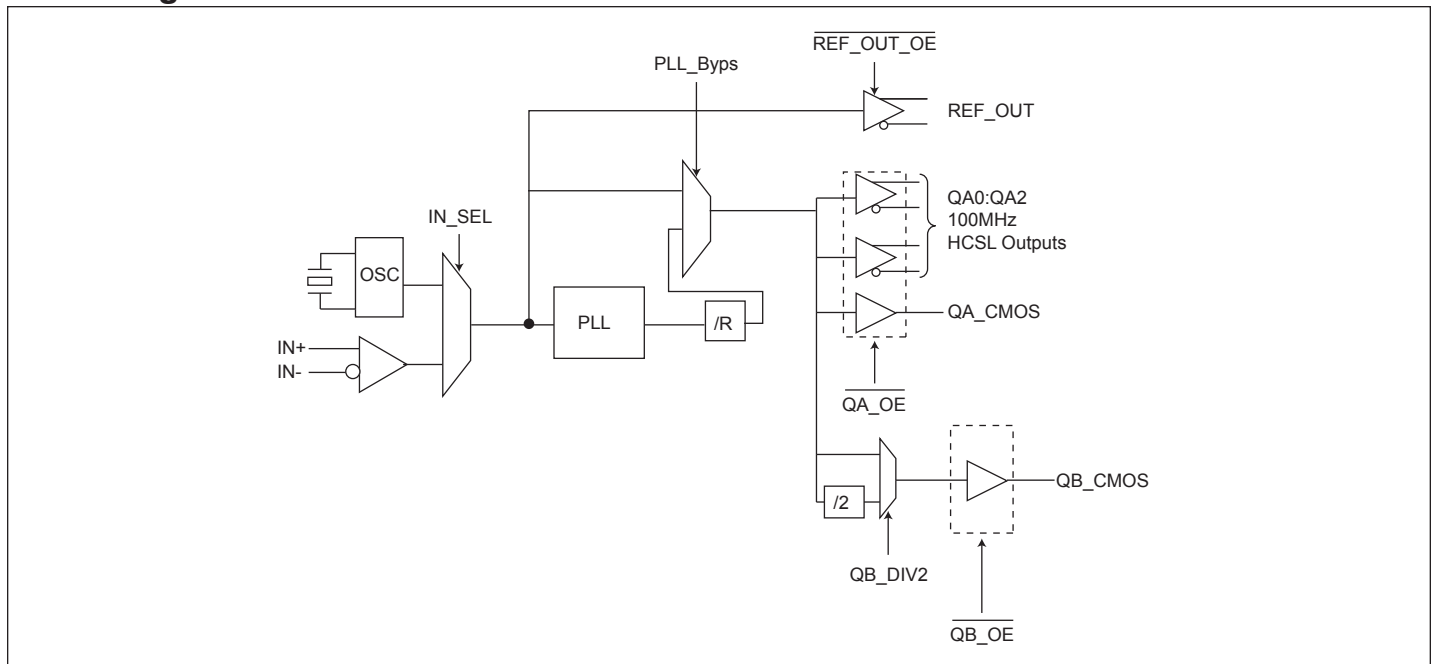 REF_OUT_OE
PLL_Byps
REF_OUT
QA0:QA2
100MHz
HCSL Outputs
IN_SEL
OSC
PLL
/R
QA_CMOS
IN+
IN-
QA_OE
QB_CMOS
/2
QB_DIV2
QB_OE